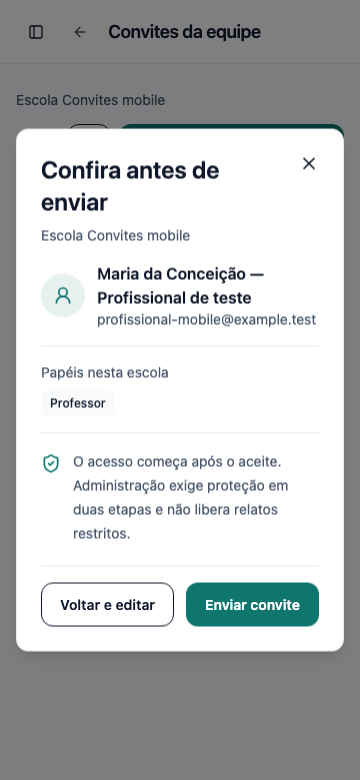 Convites da equipe
Escola Convites mobile
Confira antes de
enviar
Escola Convites mobile
Maria da Conceição —
Profissional de teste
profissional-mobile@example.test
Papéis nesta escola
Professor
O acesso começa após o aceite.
Administração exige proteção em
duas etapas e não libera relatos
restritos.
Voltar e editar
Enviar convite